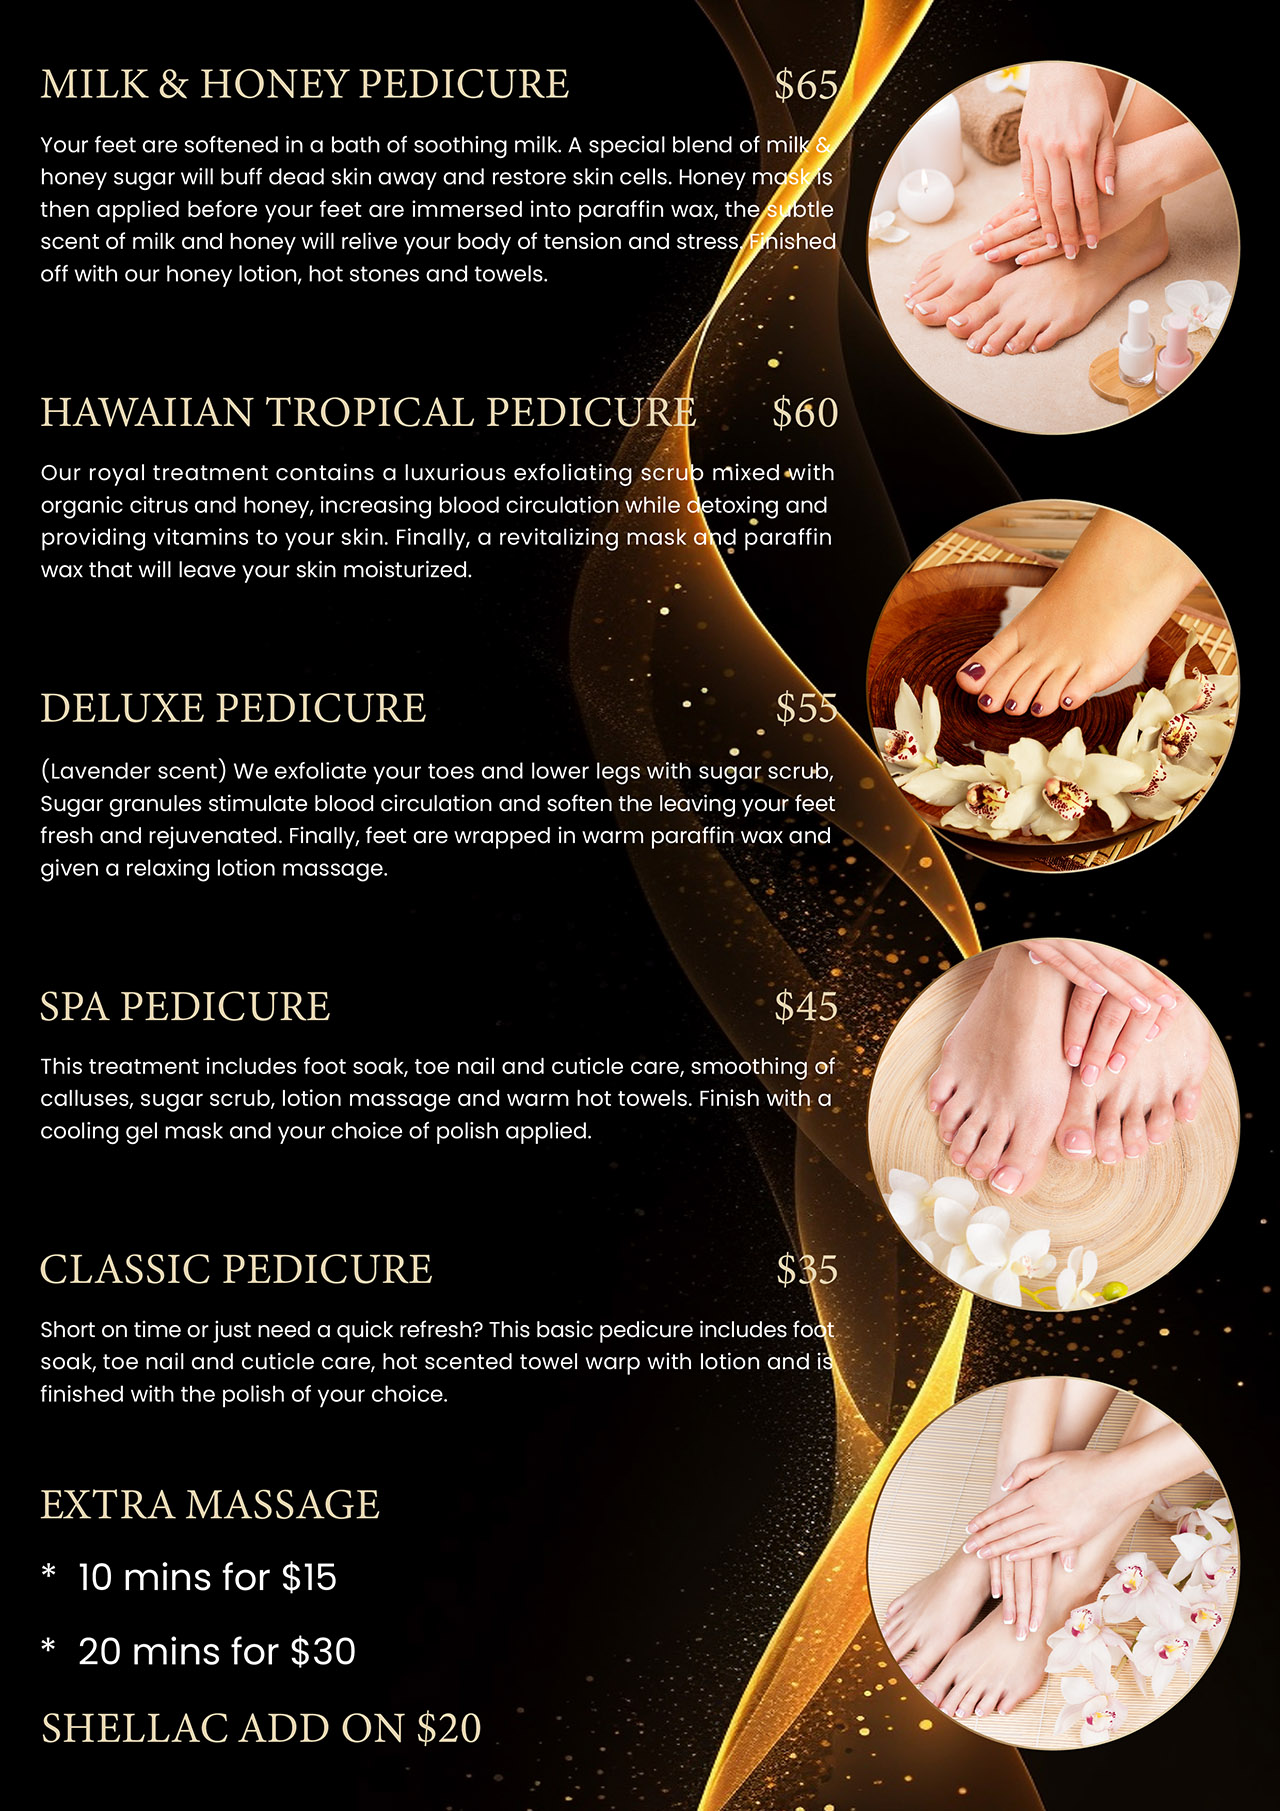 MILK & HONEY PEDICURE $65
Your feet are softened in a bath of soothing milk. A special blend of milk &
honey sugar will buff dead skin away and restore skin cells. Honey mask is
then applied before your feet are immersed into paraffin wax, the subtle
scent of milk and honey will relive your body of tension and stress. Finished
off with our honey lotion, hot stones and towels.
HAWAIIAN TROPICAL PEDICURE $60
Our royal treatment contains a luxurious exfoliating scrub mixed with
organic citrus and honey, increasing blood circulation while detoxing and
providing vitamins to your skin. Finally, a revitalizing mask and paraffin
wax that will leave your skin moisturized.
DELUXE PEDICURE $55
(Lavender scent) We exfoliate your toes and lower legs with sugar scrub,
Sugar granules stimulate blood circulation and soften the leaving your feet
fresh and rejuvenated. Finally, feet are wrapped in warm paraffin wax and
given a relaxing lotion massage.
SPA PEDICURE $45
This treatment includes foot soak, toe nail and cuticle care, smoothing of
calluses, sugar scrub, lotion massage and warm hot towels. Finish with a
cooling gel mask and your choice of polish applied.
CLASSIC PEDICURE $35
Short on time or just need a quick refresh? This basic pedicure includes foot
soak, toe nail and cuticle care, hot scented towel warp with lotion and is
finished with the polish of your choice.
EXTRA MASSAGE
* 10 mins for $15
* 20 mins for $30
SHELLAC ADD ON $20